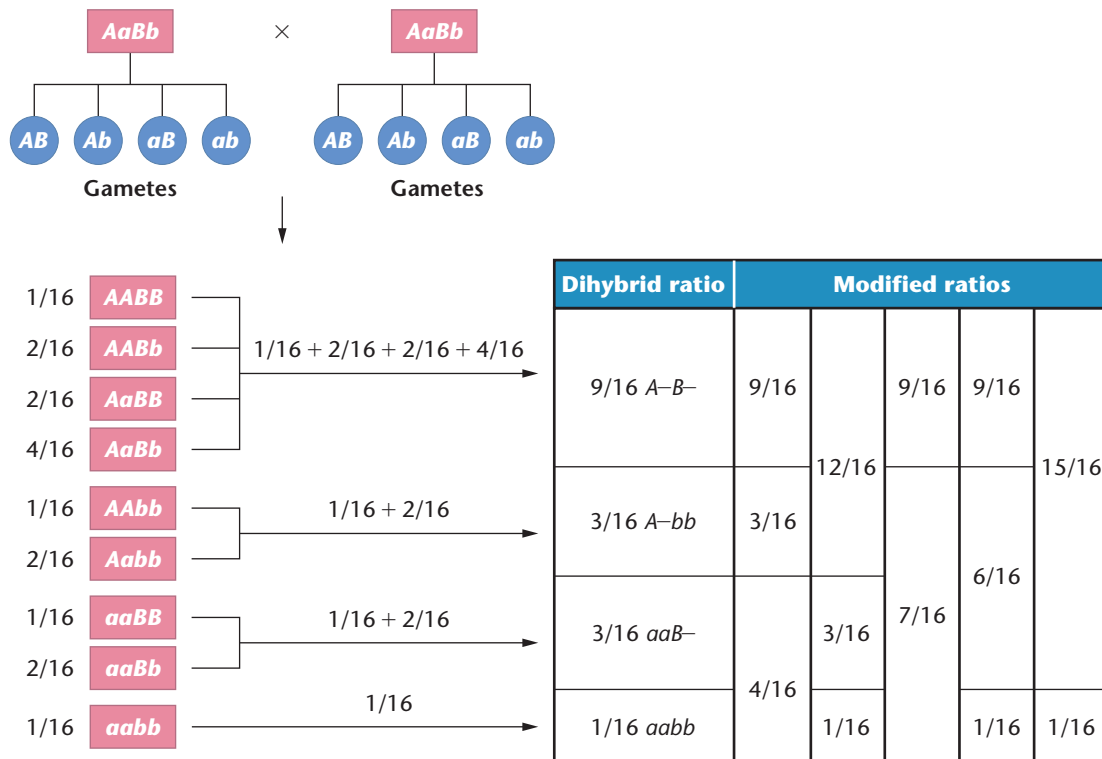 AaBb × AaBb
AB Ab aB ab AB Ab aB ab
Gametes Gametes
Dihybrid ratio Modified ratios
1/16 AABB
2/16 AABb
1/16 + 2/16 + 2/16 + 4/16
2/16 AaBB
4/16 AaBb
9/16 A–B– 9/16 9/16 9/16
12/16 15/16
1/16 AAbb
1/16 + 2/16
2/16 Aabb
3/16 A–bb 3/16
6/16
1/16 aaBB
1/16 + 2/16
2/16 aaBb
3/16 aaB– 3/16 7/16
4/16
1/16
1/16 aabb
1/16 aabb 1/16 1/16 1/16